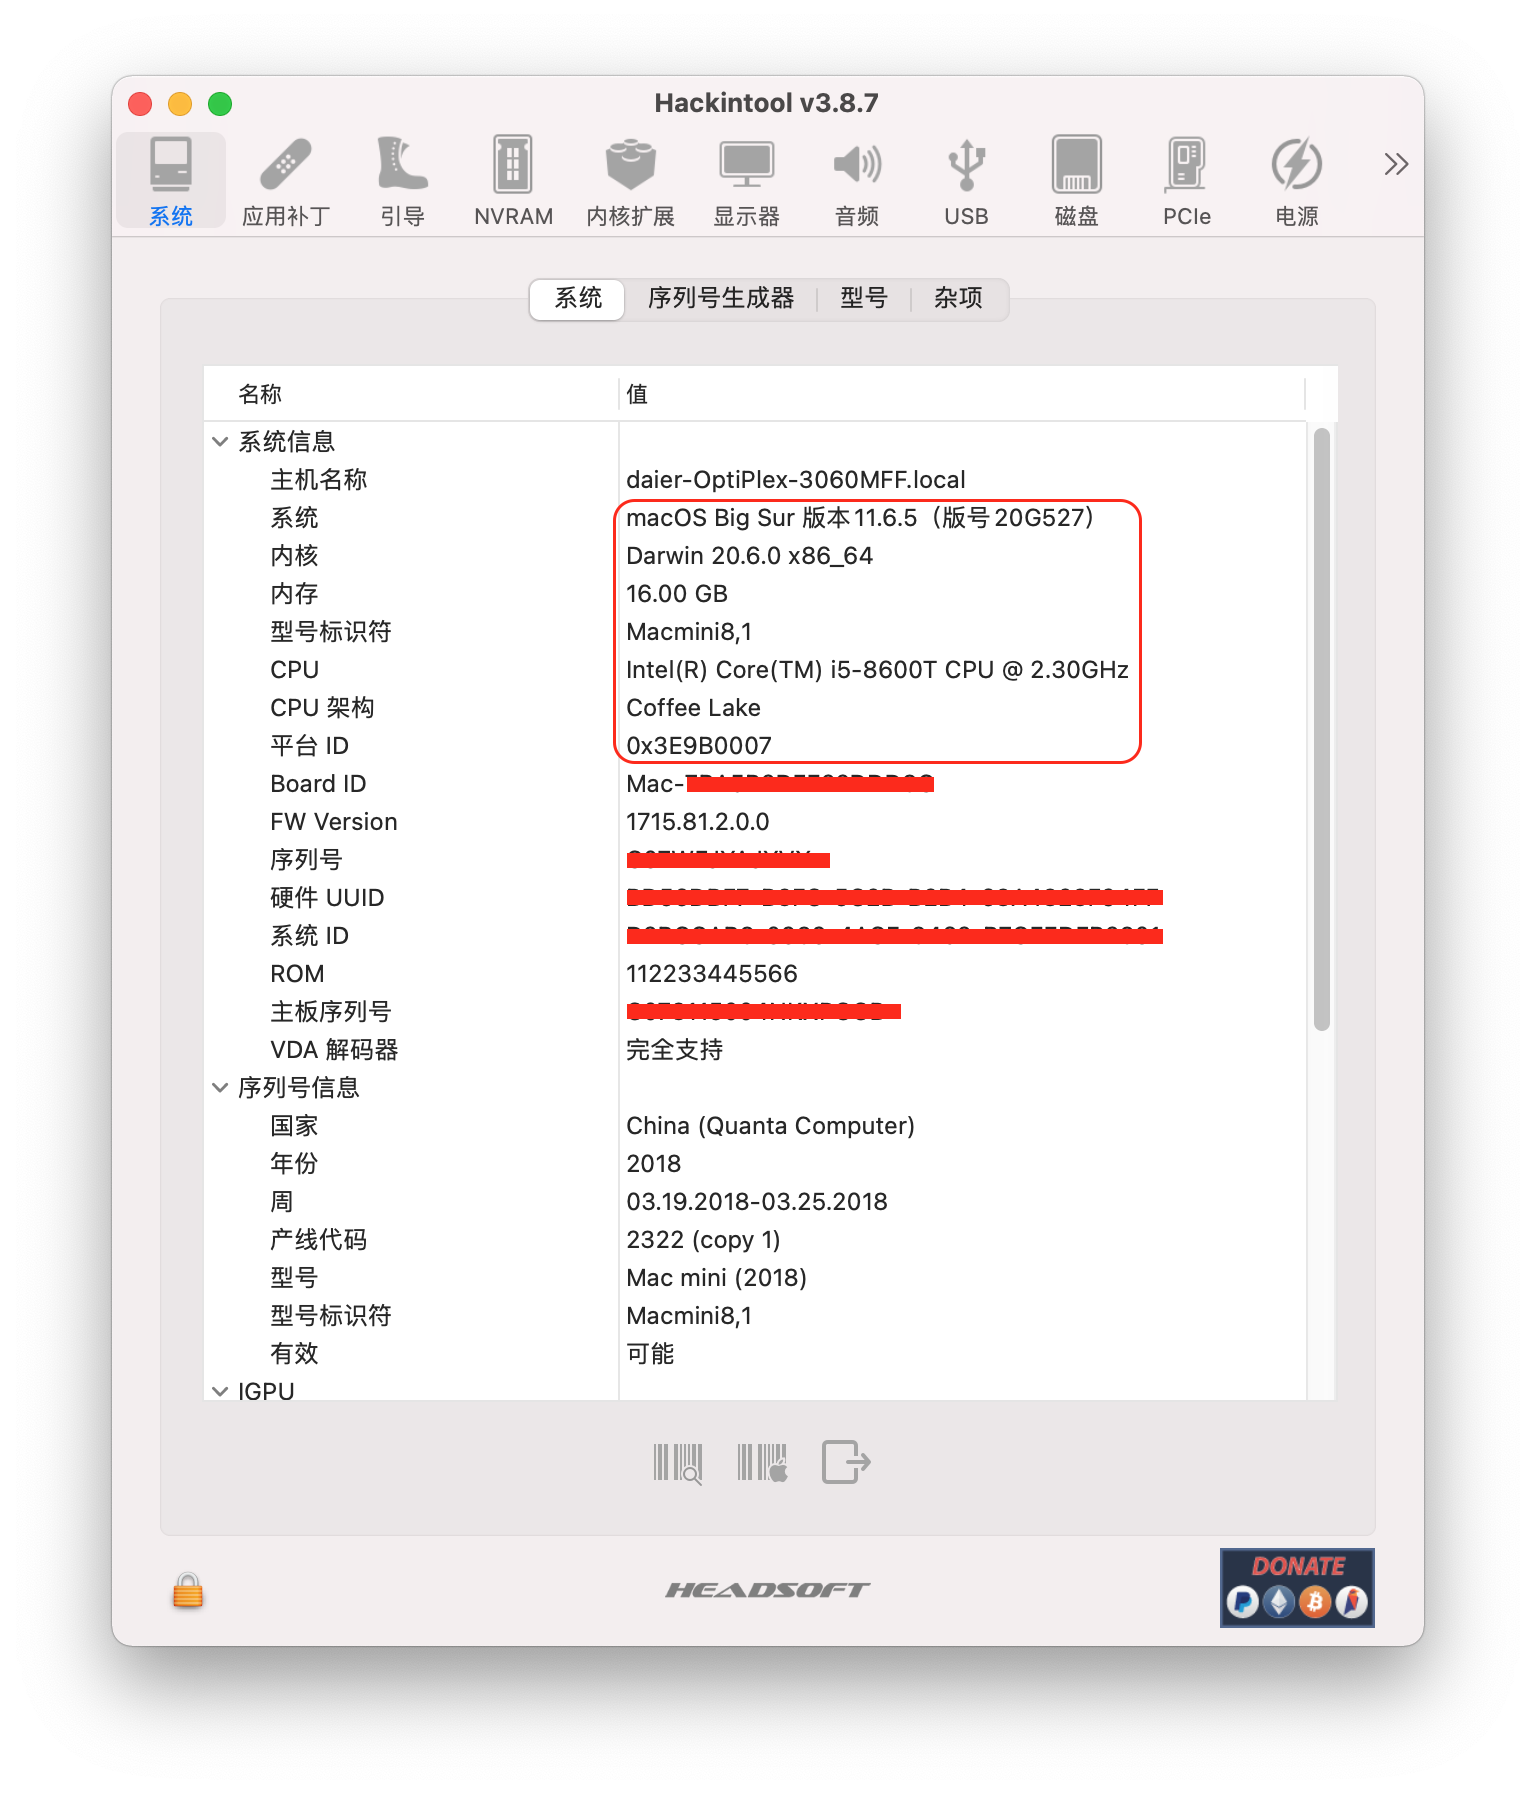 Hackintool v3.8.7
系统 应用补丁 引导 NVRAM 内核扩展 显示器 音频 USB 磁盘 PCIe 电源
系统 序列号生成器 型号 杂项
名称 值
系统信息
主机名称 daier-OptiPlex-3060MFF.local
系统 macOS Big Sur 版本11.6.5（版号20G527）
内核 Darwin 20.6.0 x86_64
内存 16.00 GB
型号标识符 Macmini8,1
CPU Intel(R) Core(TM) i5-8600T CPU @ 2.30GHz
CPU 架构 Coffee Lake
平台 ID 0x3E9B0007
Board ID Mac-
FW Version 1715.81.2.0.0
序列号
硬件 UUID
系统 ID
ROM 112233445566
主板序列号
VDA 解码器 完全支持
序列号信息
国家 China (Quanta Computer)
年份 2018
周 03.19.2018-03.25.2018
产线代码 2322 (copy 1)
型号 Mac mini (2018)
型号标识符 Macmini8,1
有效 可能
IGPU
HEADSOFT
DONATE